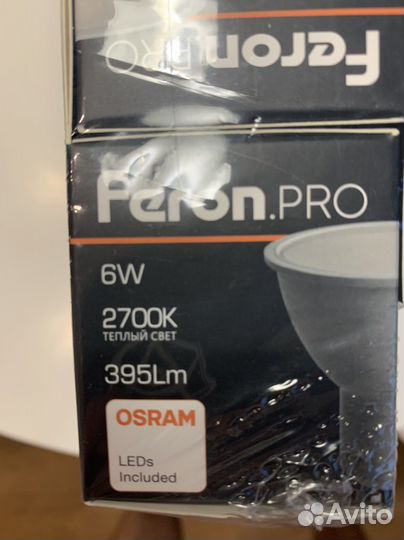 Feron.PRO
Feron.PRO
6W
2700K
ТЕПЛЫЙ СВЕТ
395Lm
OSRAM
LEDs
Included
Avito